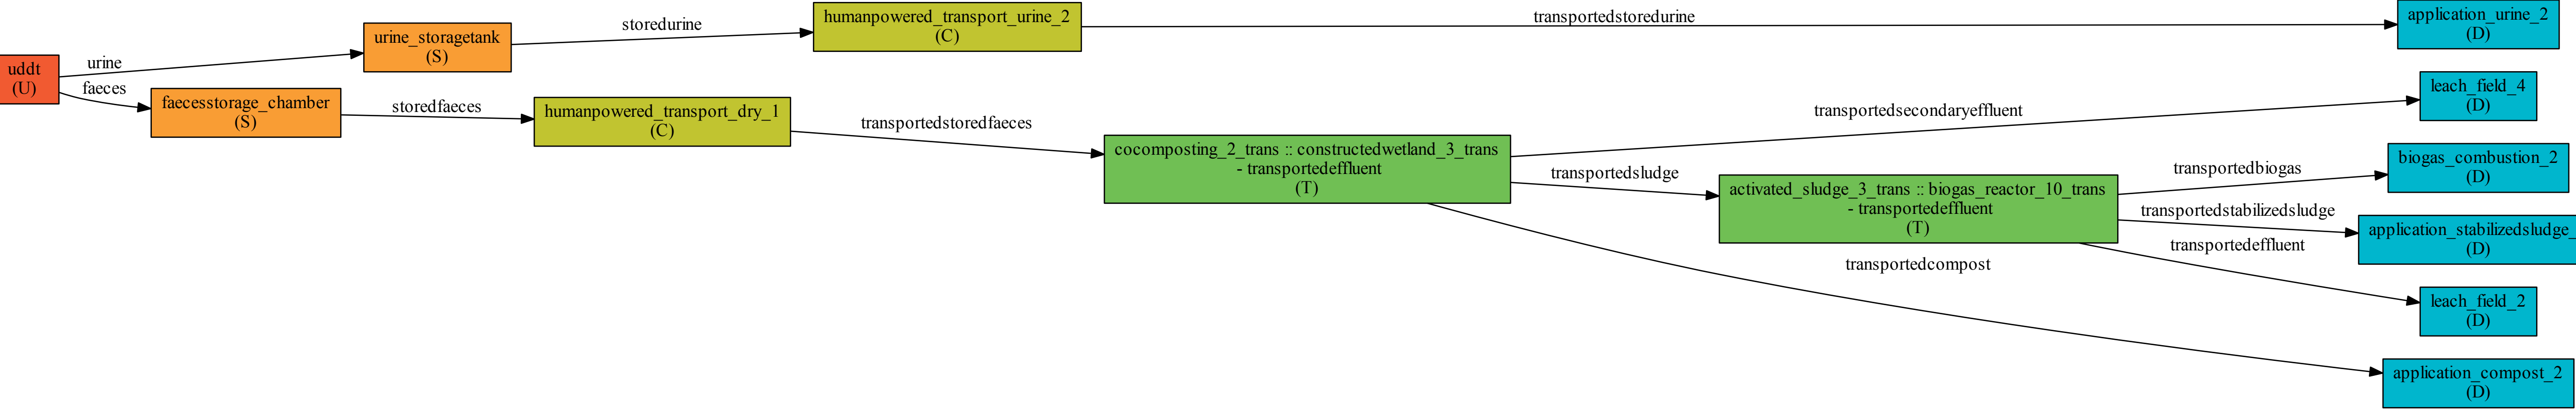 uddt
(U)
urine
faeces
urine_storagetank
(S)
faecesstorage_chamber
(S)
storedurine
storedfaeces
humanpowered_transport_urine_2
(C)
humanpowered_transport_dry_1
(C)
transportedstoredurine
transportedstoredfaeces
cocomposting_2_trans :: constructedwetland_3_trans
- transportedeffluent
(T)
transportedsecondaryeffluent
transportedsludge
transportedcompost
activated_sludge_3_trans :: biogas_reactor_10_trans
- transportedeffluent
(T)
transportedbiogas
transportedstabilizedsludge
transportedeffluent
application_urine_2
(D)
leach_field_4
(D)
biogas_combustion_2
(D)
application_stabilizedsludge_
(D)
leach_field_2
(D)
application_compost_2
(D)